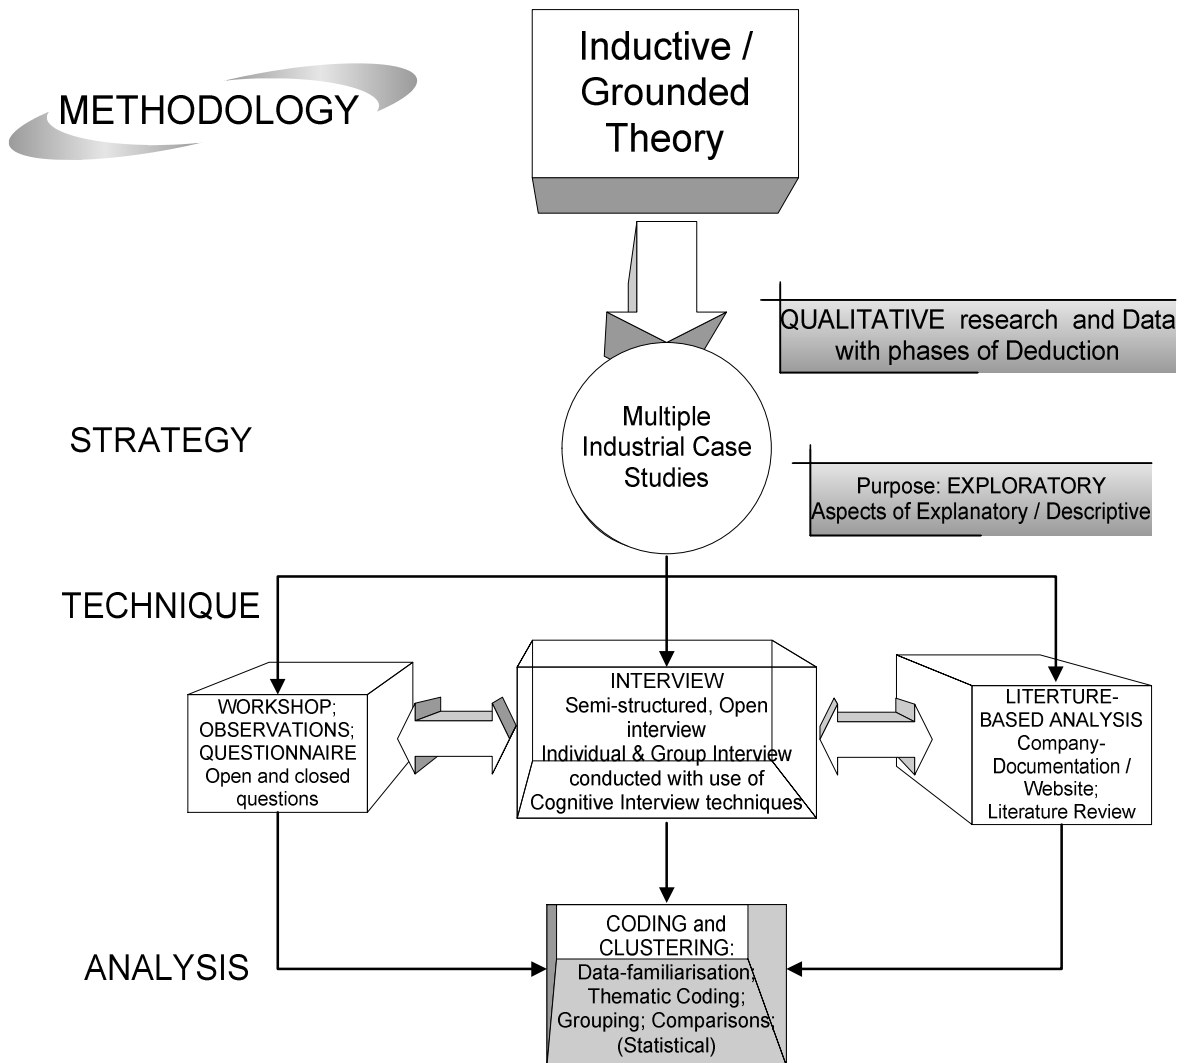 METHODOLOGY
Inductive /
Grounded
Theory
QUALITATIVE research and Data
with phases of Deduction
STRATEGY
Multiple
Industrial Case
Studies
Purpose: EXPLORATORY
Aspects of Explanatory / Descriptive
TECHNIQUE
WORKSHOP;
OBSERVATIONS;
QUESTIONNAIRE
Open and closed
questions
INTERVIEW
Semi-structured, Open
interview
Individual & Group Interview
conducted with use of
Cognitive Interview techniques
LITERTURE-
BASED ANALYSIS
Company-
Documentation /
Website;
Literature Review
ANALYSIS
CODING and
CLUSTERING:
Data-familiarisation;
Thematic Coding;
Grouping; Comparisons;
(Statistical)